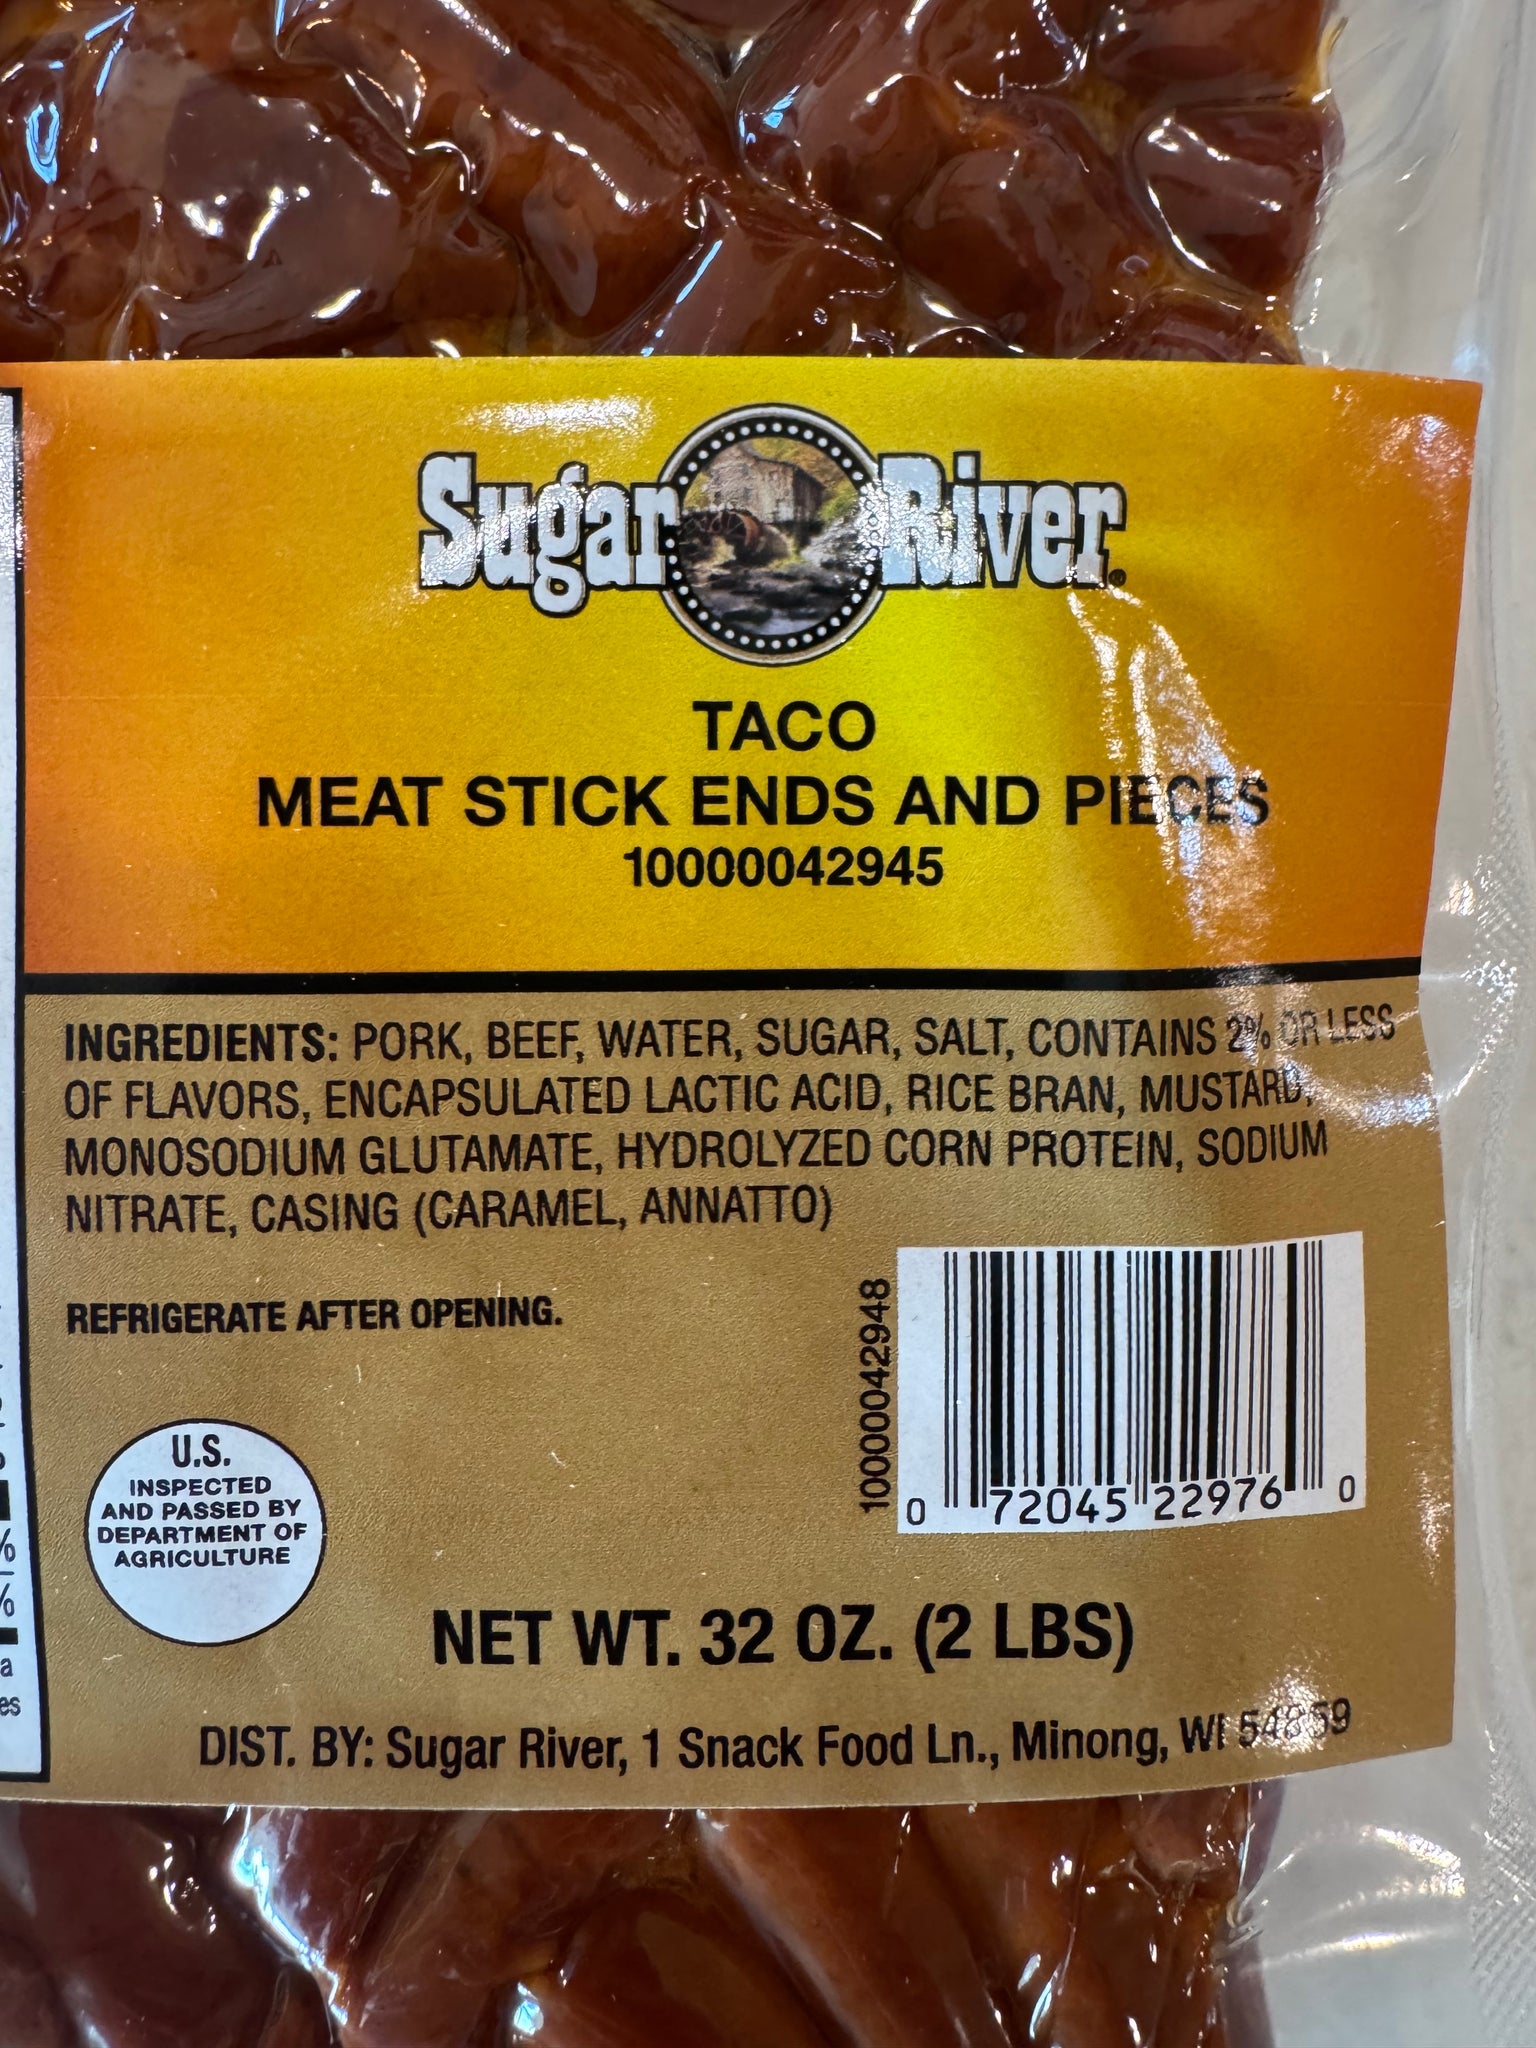 Sugar River®
TACO
MEAT STICK ENDS AND PIECES
10000042945
INGREDIENTS: PORK, BEEF, WATER, SUGAR, SALT, CONTAINS 2% OR LESS
OF FLAVORS, ENCAPSULATED LACTIC ACID, RICE BRAN, MUSTARD,
MONOSODIUM GLUTAMATE, HYDROLYZED CORN PROTEIN, SODIUM
NITRATE, CASING (CARAMEL, ANNATTO)
REFRIGERATE AFTER OPENING.
10000042948
0 72045 22976 0
U.S.
INSPECTED
AND PASSED BY
DEPARTMENT OF
AGRICULTURE
NET WT. 32 OZ. (2 LBS)
DIST. BY: Sugar River, 1 Snack Food Ln., Minong, WI 54859
%
%
a
es